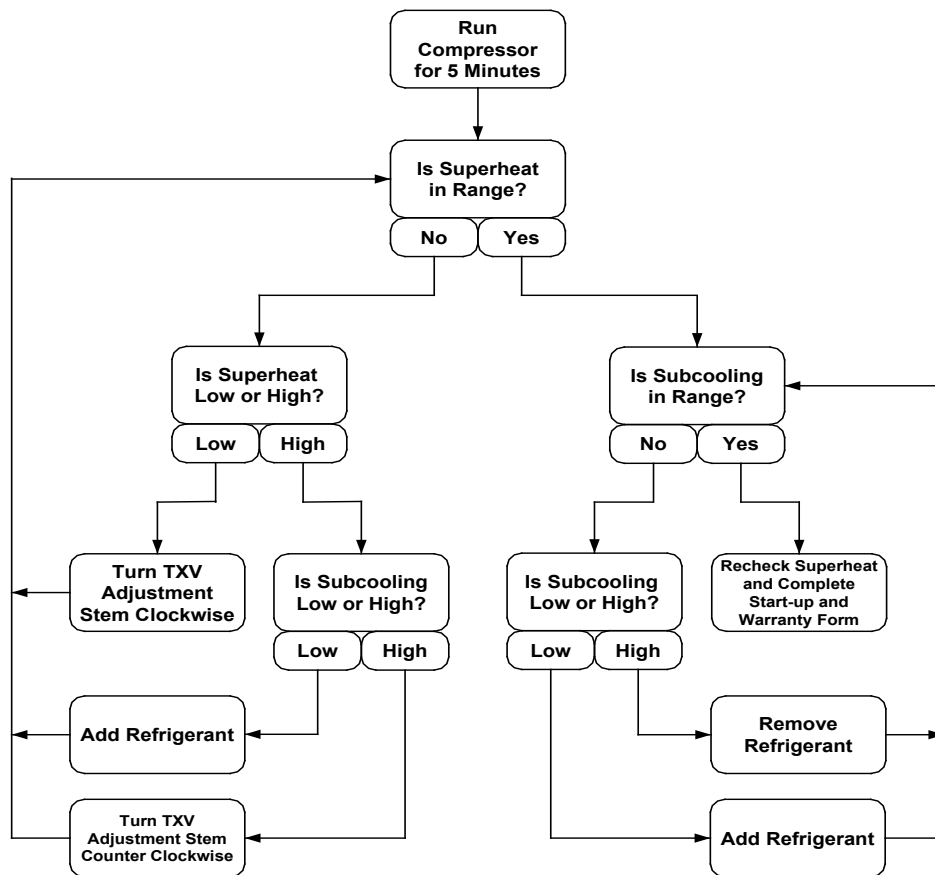 Run
Compressor
for 5 Minutes
Is Superheat
in Range?
No
Yes
Is Superheat
Low or High?
Low
High
Is Subcooling
in Range?
No
Yes
Turn TXV
Adjustment
Stem Clockwise
Is Subcooling
Low or High?
Low
High
Is Subcooling
Low or High?
Low
High
Recheck Superheat
and Complete
Start-up and
Warranty Form
Add Refrigerant
Remove
Refrigerant
Turn TXV
Adjustment Stem
Counter Clockwise
Add Refrigerant